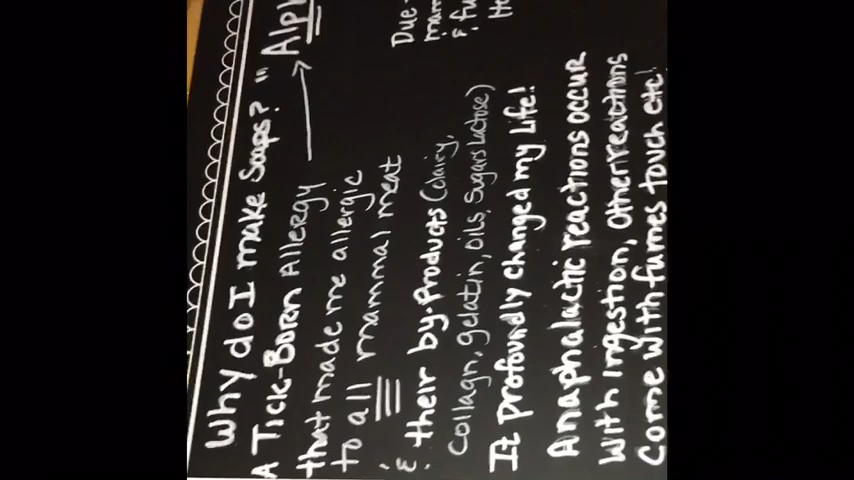 Why do I make Soaps? " Alph
A Tick-Born Allergy →
that made me allergic
to all mammal meat
& their by-products (dairy,
Collagn, gelatin, oils, Sugars lactose)
It profoundly changed my life!
Anaphalactic reactions occur
with ingestion, Other reactions
Come with fumes touch etc.
Due